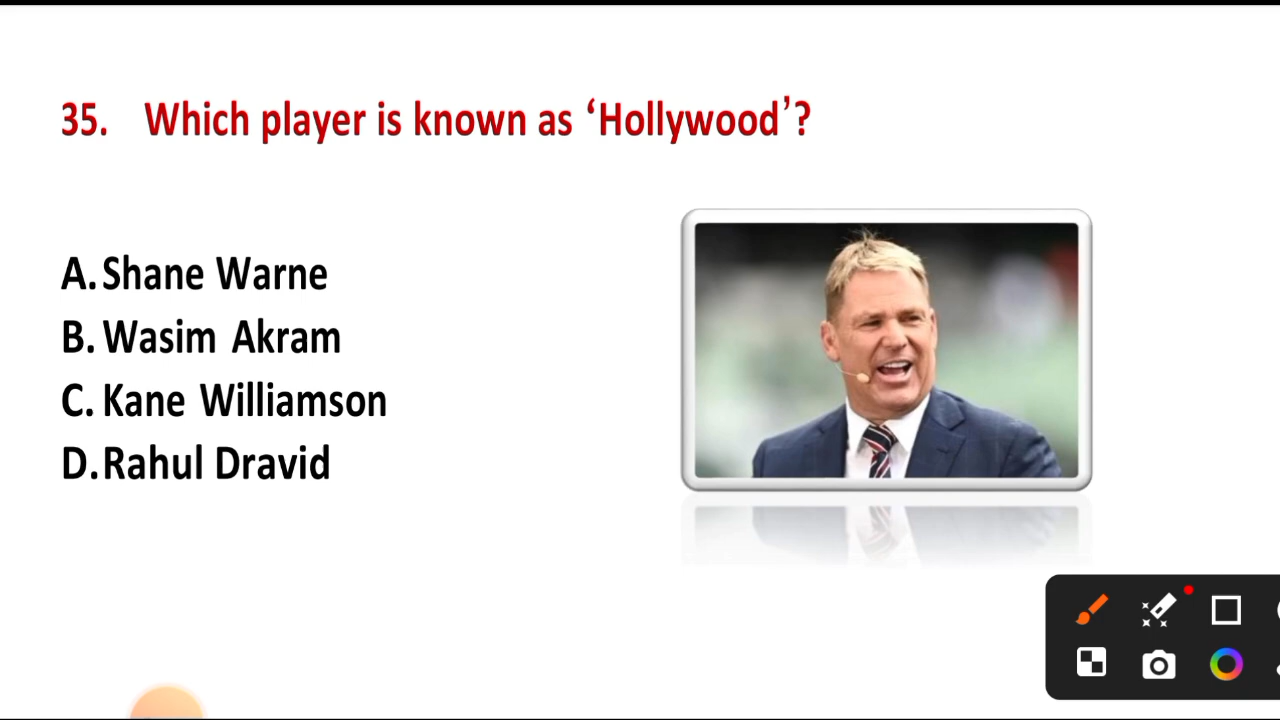 35. Which player is known as ‘Hollywood’?
A. Shane Warne
B. Wasim Akram
C. Kane Williamson
D. Rahul Dravid